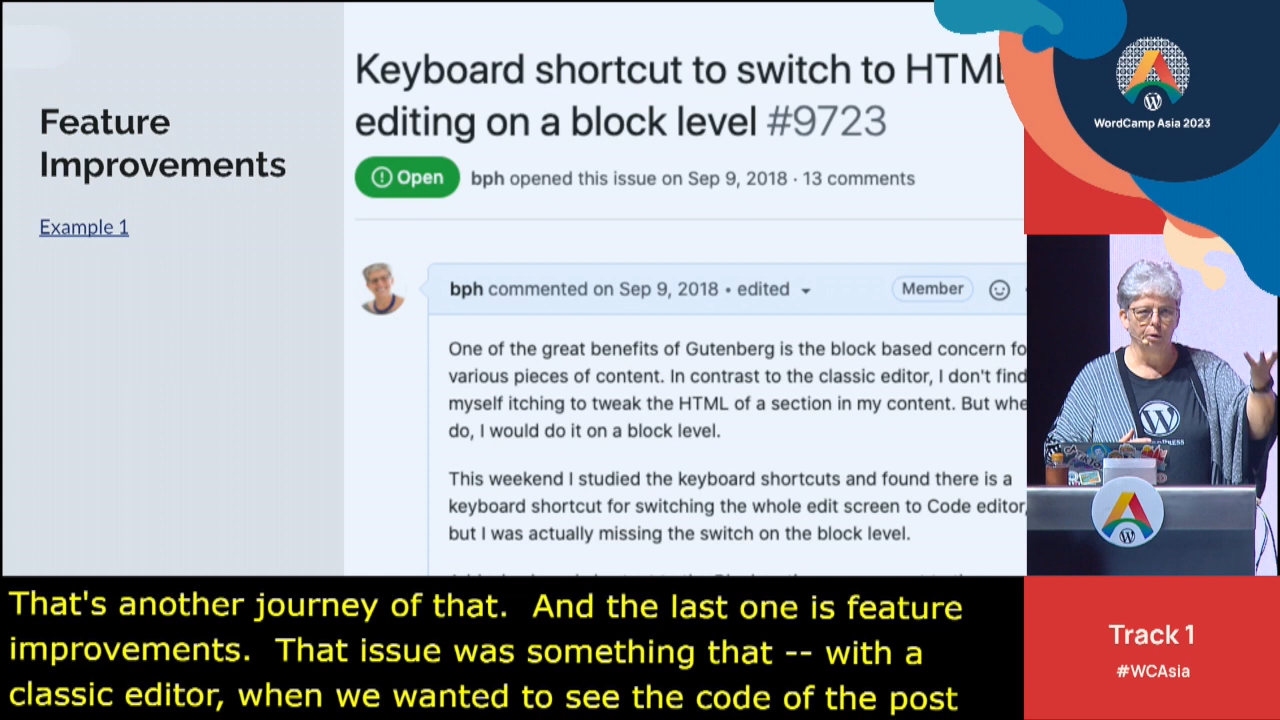 Feature
Improvements
Example 1
Keyboard shortcut to switch to HTML
editing on a block level #9723
Open bph opened this issue on Sep 9, 2018 · 13 comments
bph commented on Sep 9, 2018 • edited
Member
One of the great benefits of Gutenberg is the block based concern fo
various pieces of content. In contrast to the classic editor, I don't find
myself itching to tweak the HTML of a section in my content. But whe
do, I would do it on a block level.
This weekend I studied the keyboard shortcuts and found there is a
keyboard shortcut for switching the whole edit screen to Code editor,
but I was actually missing the switch on the block level.
WordCamp Asia 2023
That's another journey of that. And the last one is feature
improvements. That issue was something that -- with a
classic editor, when we wanted to see the code of the post
Track 1
#WCAsia